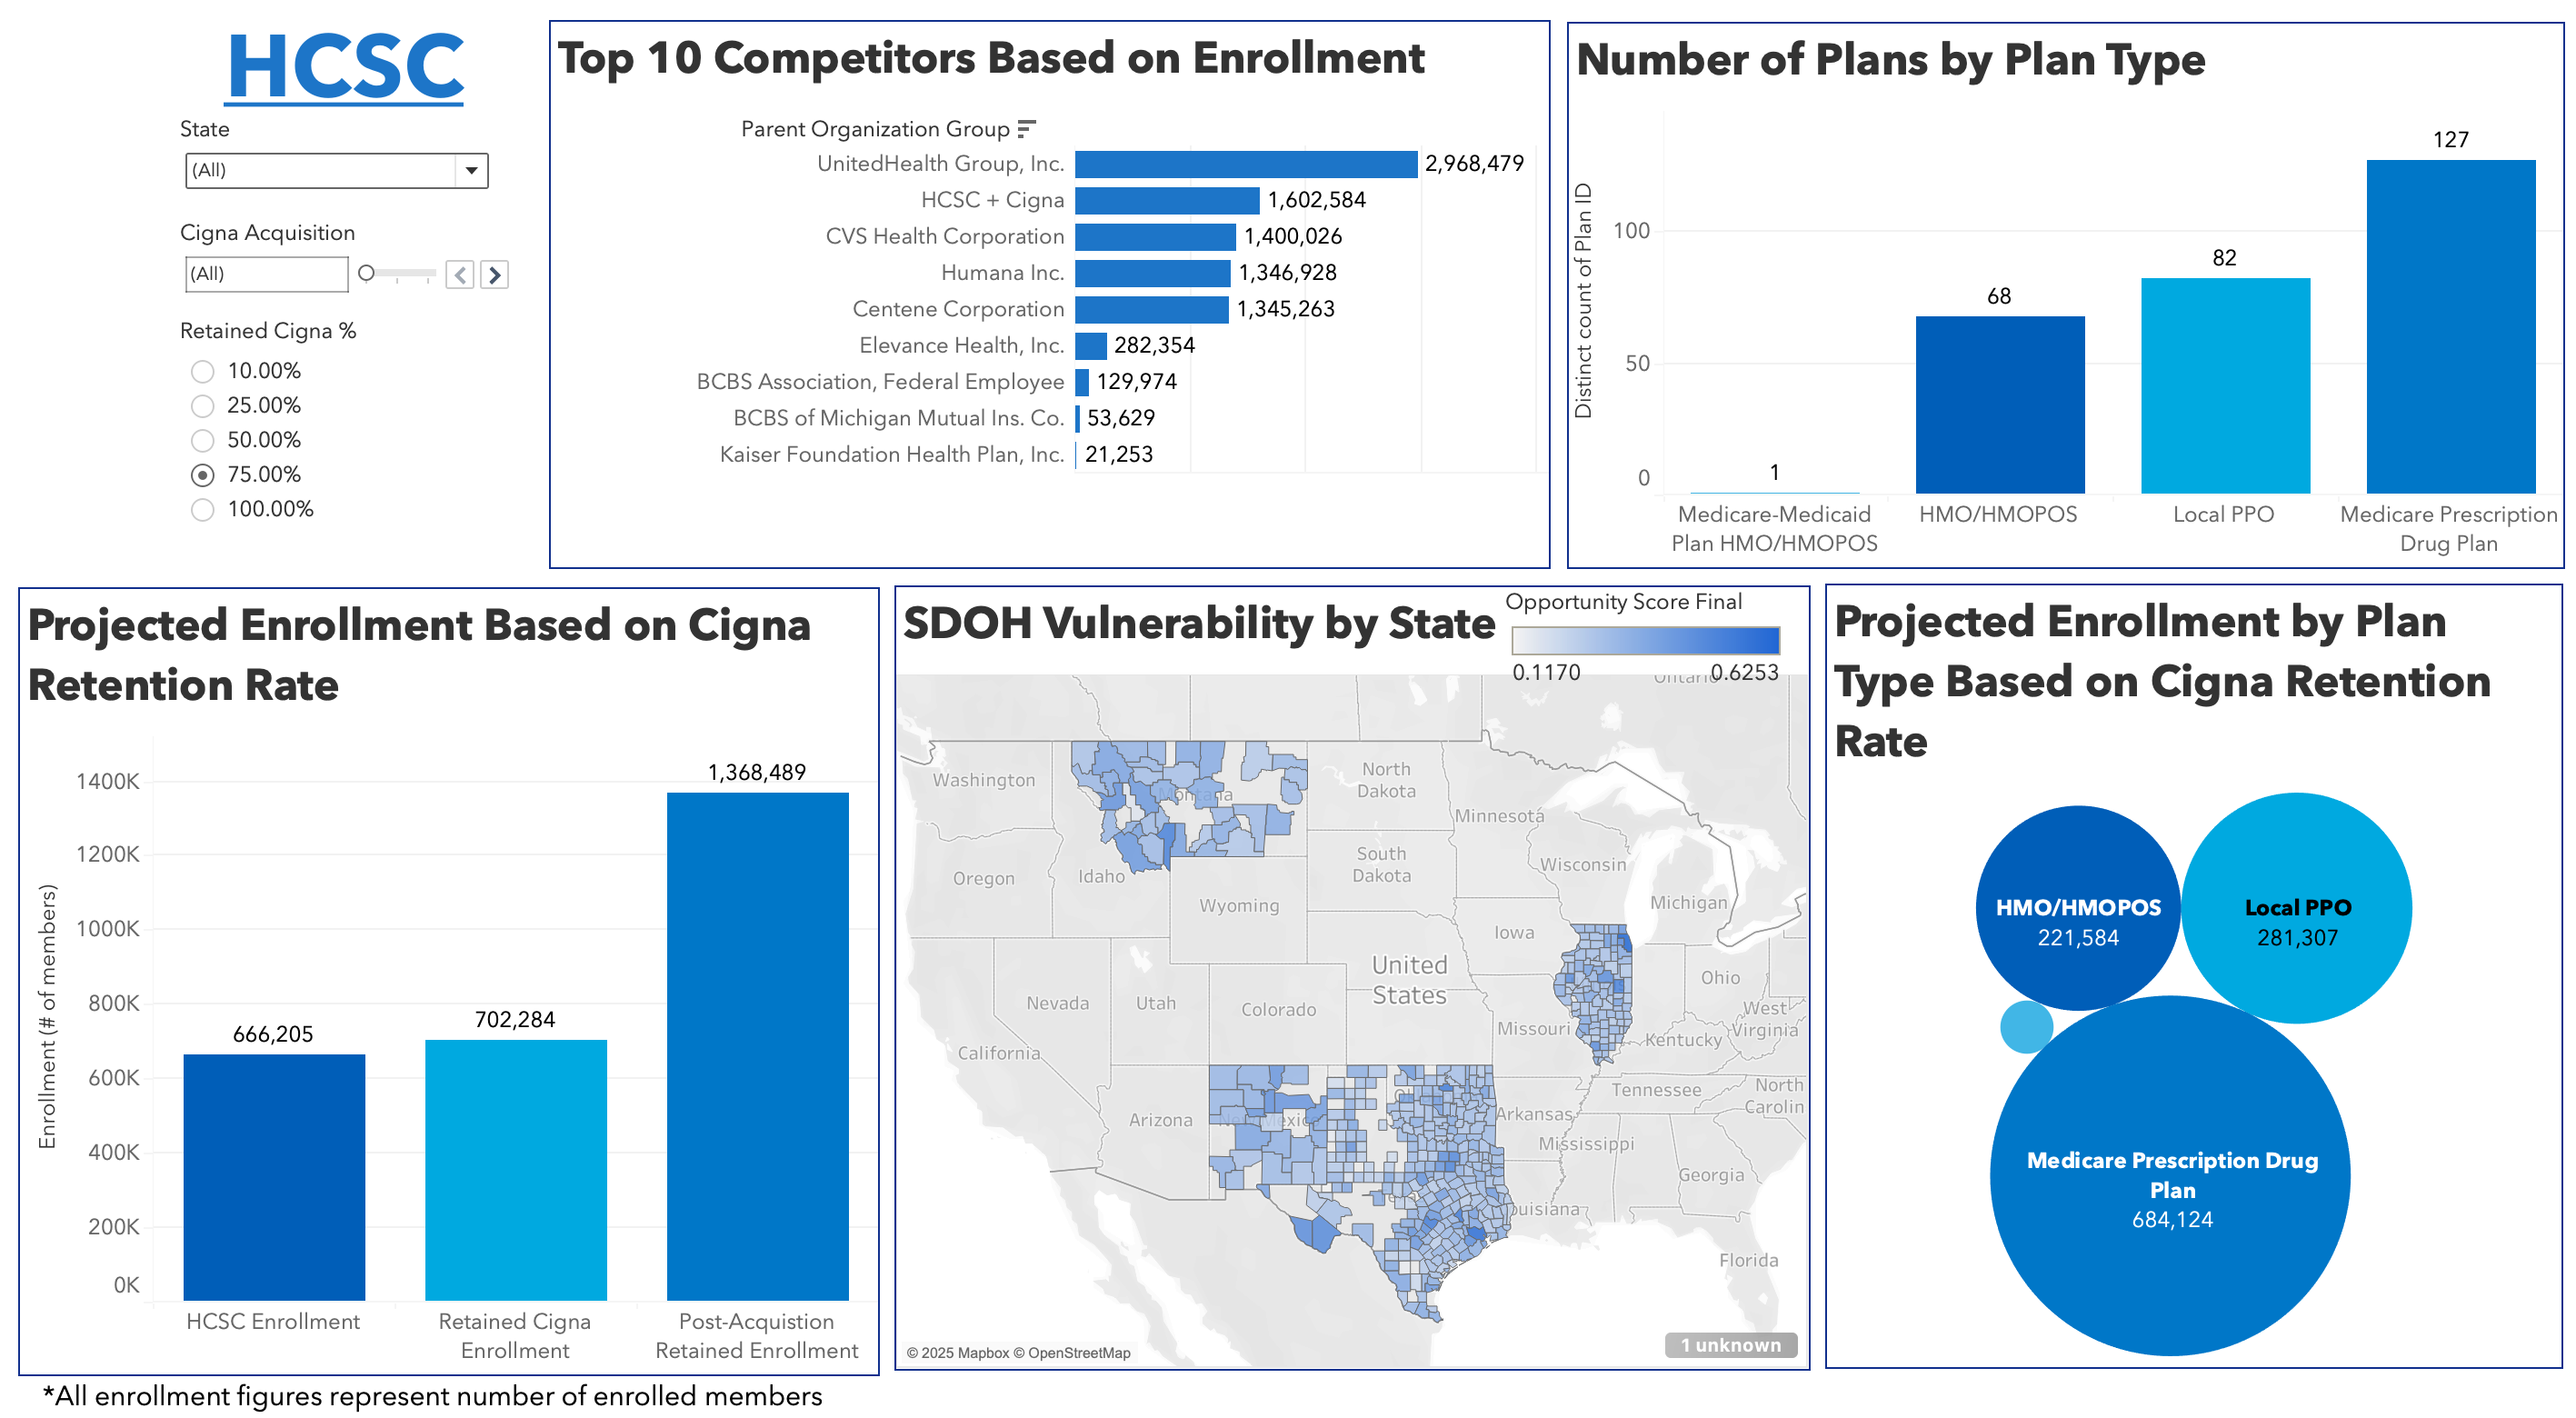 HCSC
State
(All)
Cigna Acquisition
(All)
Retained Cigna %
10.00%
25.00%
50.00%
75.00%
100.00%
Top 10 Competitors Based on Enrollment
Parent Organization Group
UnitedHealth Group, Inc. 2,968,479
HCSC + Cigna 1,602,584
CVS Health Corporation 1,400,026
Humana Inc. 1,346,928
Centene Corporation 1,345,263
Elevance Health, Inc. 282,354
BCBS Association, Federal Employee 129,974
BCBS of Michigan Mutual Ins. Co. 53,629
Kaiser Foundation Health Plan, Inc. 21,253
Number of Plans by Plan Type
Distinct count of Plan ID
100
50
0
1
68
82
127
Medicare-Medicaid
Plan HMO/HMOPOS
HMO/HMOPOS
Local PPO
Medicare Prescription
Drug Plan
Projected Enrollment Based on Cigna
Retention Rate
Enrollment (# of members)
1400K
1200K
1000K
800K
600K
400K
200K
0K
666,205
702,284
1,368,489
HCSC Enrollment
Retained Cigna
Enrollment
Post-Acquistion
Retained Enrollment
*All enrollment figures represent number of enrolled members
SDOH Vulnerability by State
Opportunity Score Final
0.1170
0.6253
Ontario
Washington
Montana
North
Dakota
Minnesota
Oregon
Idaho
South
Dakota
Wisconsin
Wyoming
Michigan
Iowa
United
States
Nevada
Utah
Colorado
Ohio
West
Virginia
Missouri
Kentucky
California
Tennessee
North
Carolin
Arizona
New Mexico
Arkansas
Mississippi
Georgia
ouisiana
Florida
© 2025 Mapbox © OpenStreetMap
1 unknown
Projected Enrollment by Plan
Type Based on Cigna Retention
Rate
HMO/HMOPOS
221,584
Local PPO
281,307
Medicare Prescription Drug
Plan
684,124